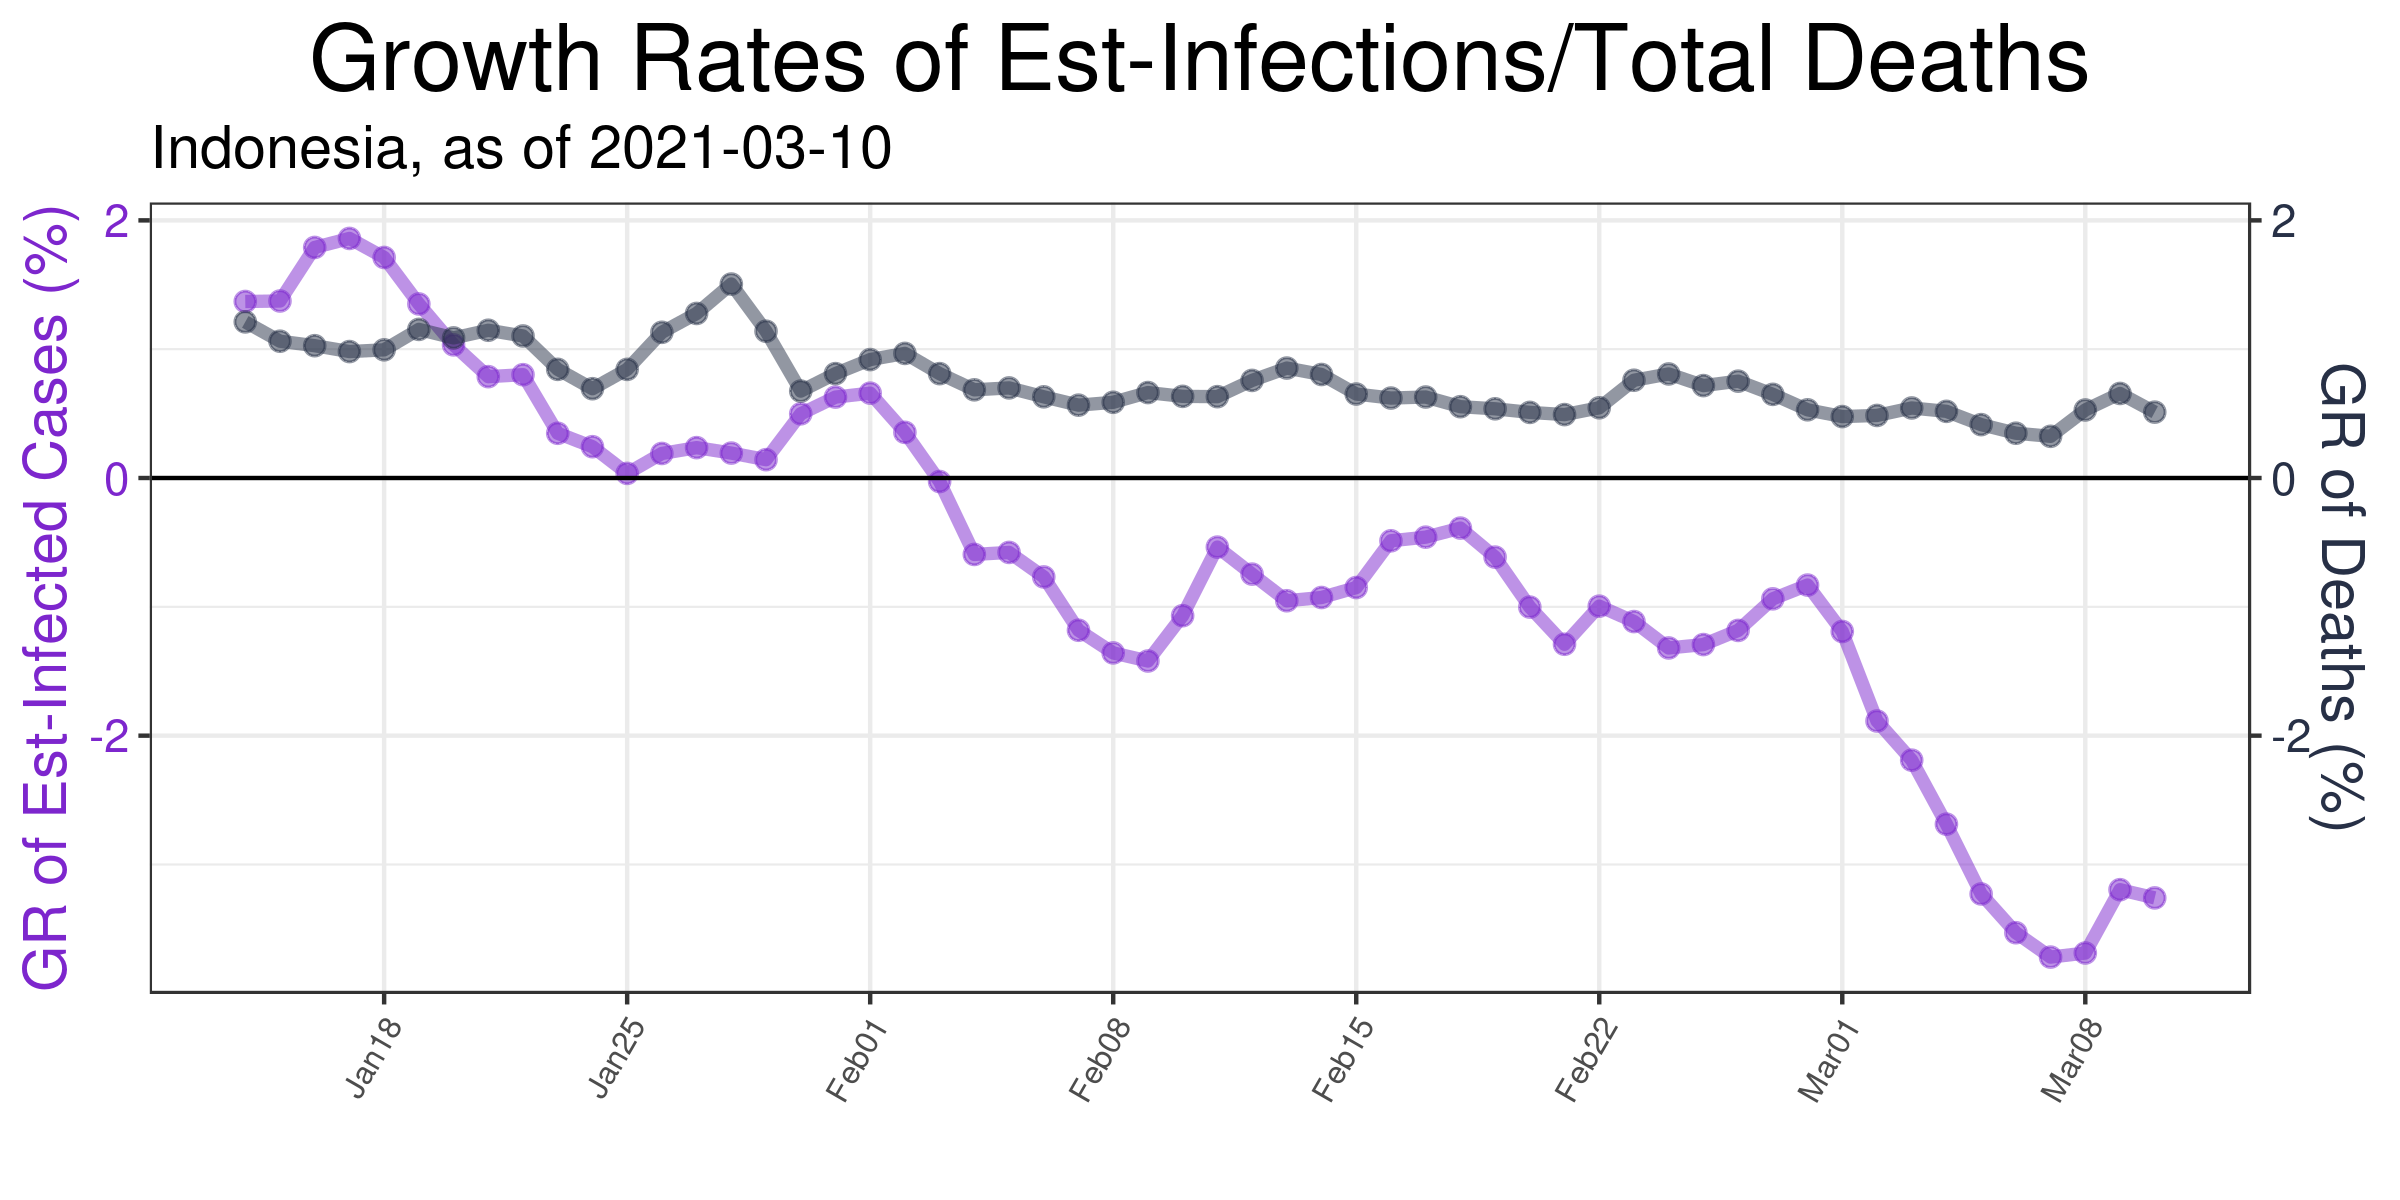 Growth Rates of Est-Infections/Total Deaths
Indonesia, as of 2021-03-10
GR of Est-Infected Cases (%)
2
0
-2
2
0
-2
GR of Deaths (%)
Jan18
Jan25
Feb01
Feb08
Feb15
Feb22
Mar01
Mar08